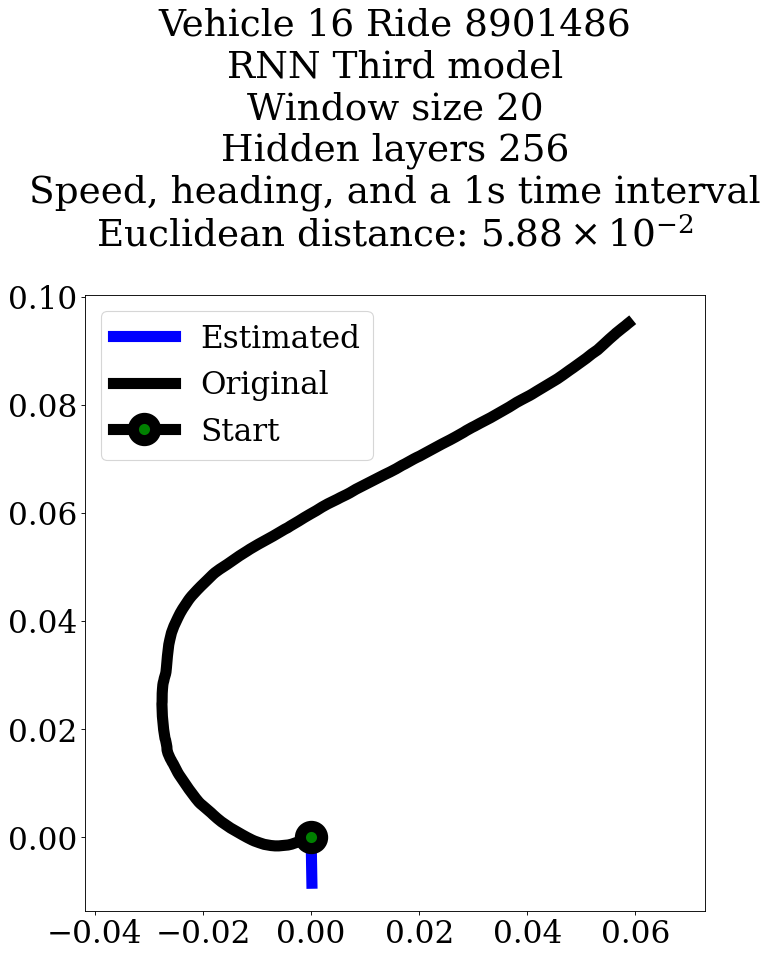 Vehicle 16 Ride 8901486
RNN Third model
Window size 20
Hidden layers 256
Speed, heading, and a 1s time interval
Euclidean distance: 5.88 × 10⁻²
0.10
0.08
0.06
0.04
0.02
0.00
Estimated
Original
Start
−0.04 −0.02 0.00 0.02 0.04 0.06